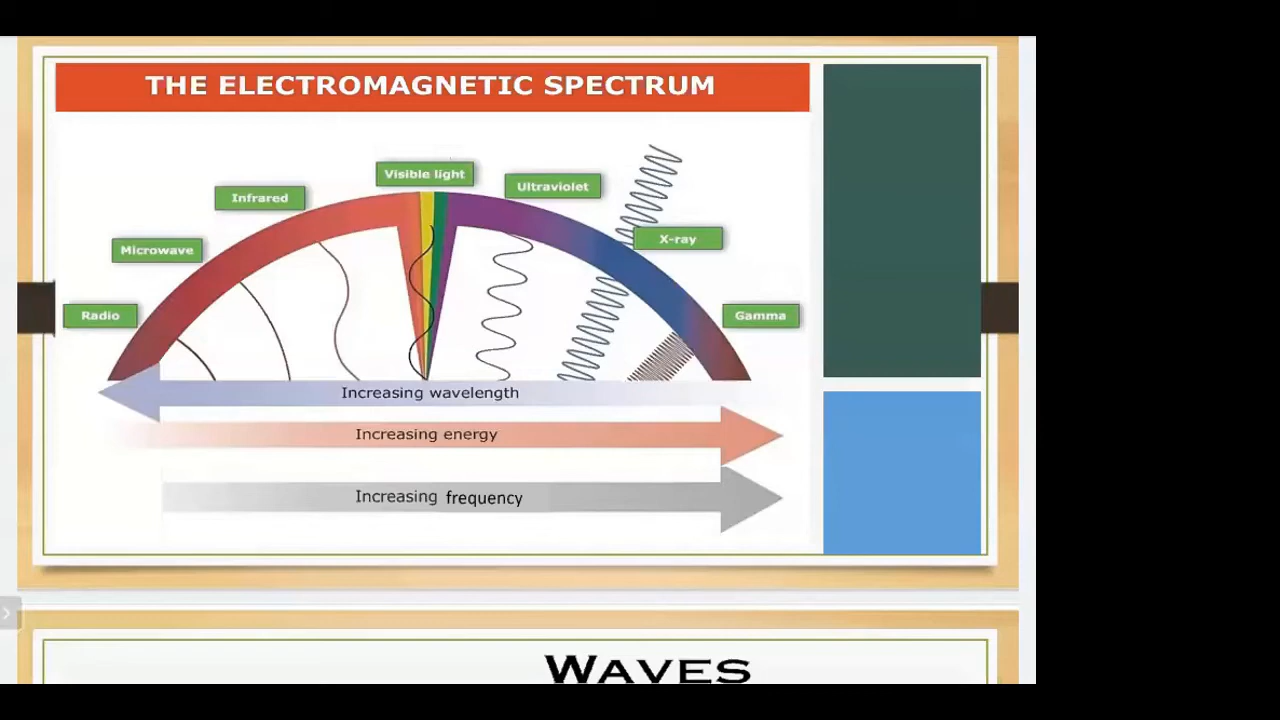 THE ELECTROMAGNETIC SPECTRUM
Visible light
Ultraviolet
Infrared
X-ray
Microwave
Radio
Gamma
Increasing wavelength
Increasing energy
Increasing frequency
WAVES